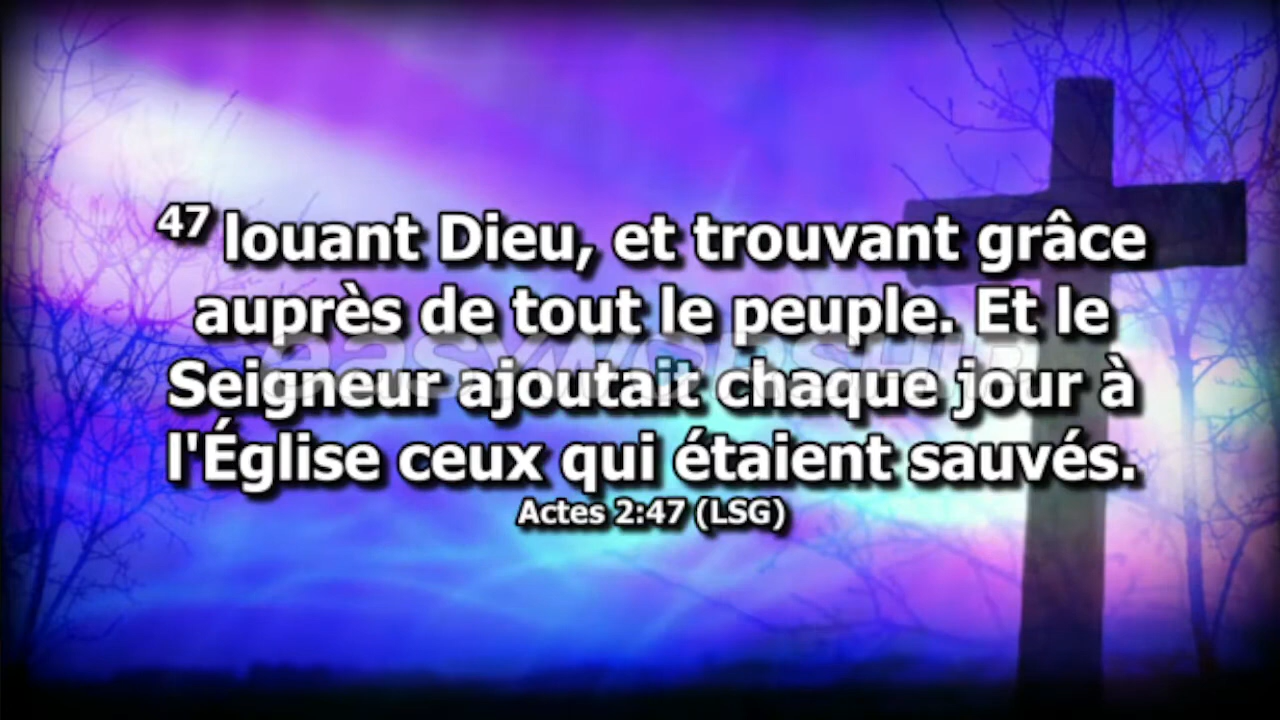 47 louant Dieu, et trouvant grâce
auprès de tout le peuple. Et le
Seigneur ajoutait chaque jour à
l'Église ceux qui étaient sauvés.
Actes 2:47 (LSG)
easyworship